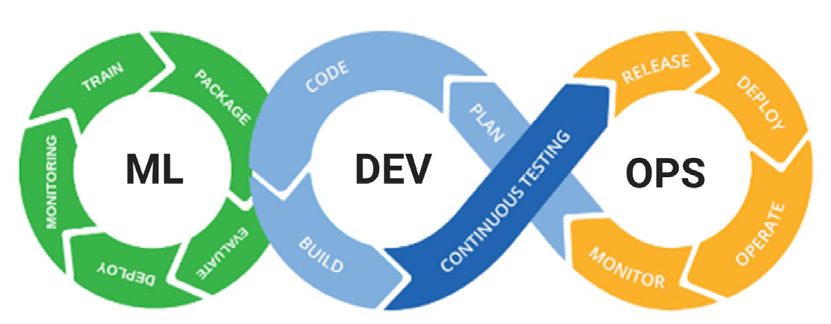 TRAIN
PACKAGE
EVALUATE
DEPLOY
MONITORING
ML
CODE
PLAN
BUILD
CONTINUOUS TESTING
DEV
RELEASE
DEPLOY
OPERATE
MONITOR
OPS